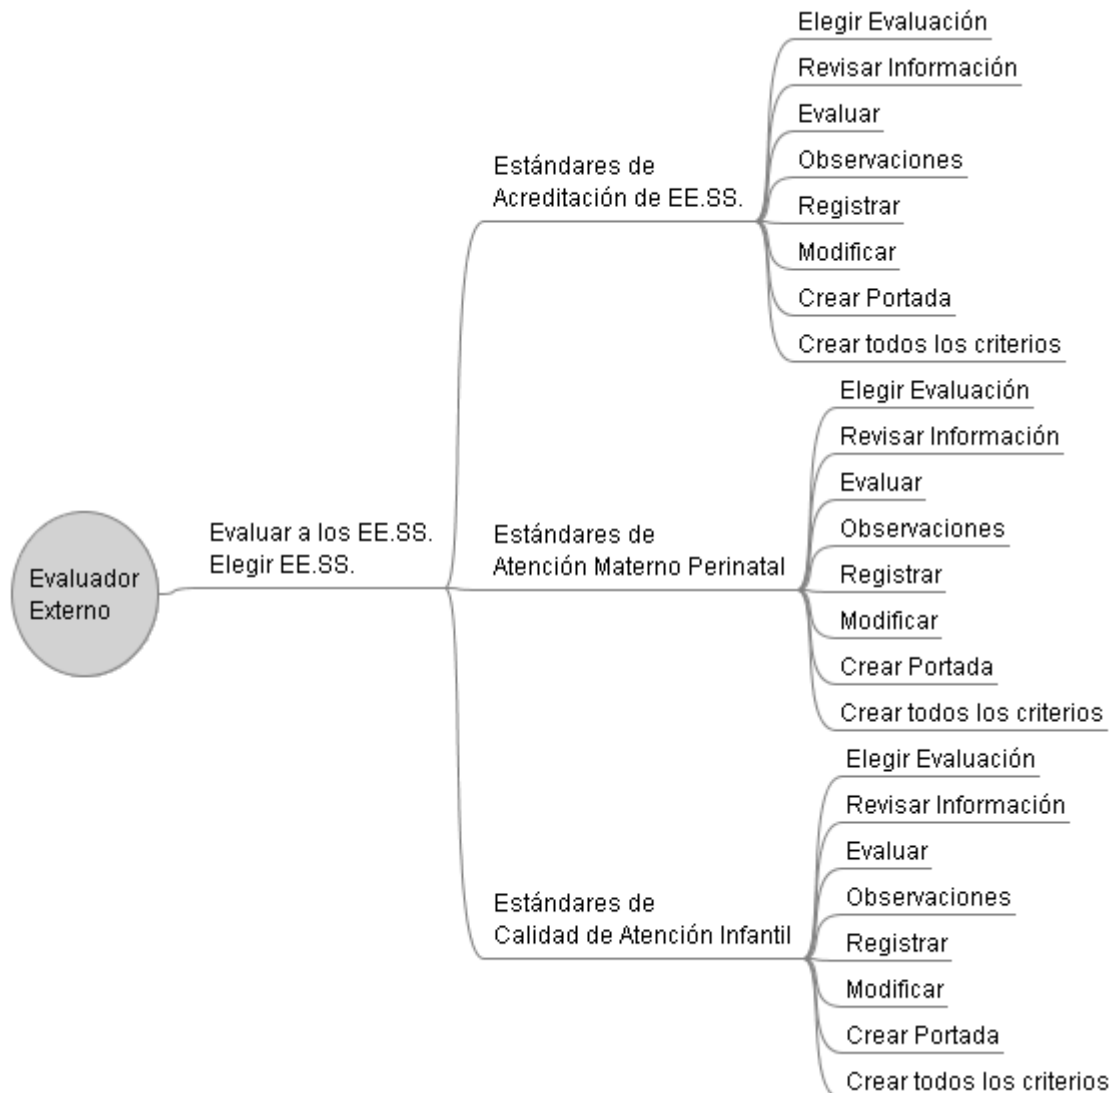 Evaluador
Externo
Evaluar a los EE.SS.
Elegir EE.SS.
Estándares de
Acreditación de EE.SS.
Elegir Evaluación
Revisar Información
Evaluar
Observaciones
Registrar
Modificar
Crear Portada
Crear todos los criterios
Estándares de
Atención Materno Perinatal
Elegir Evaluación
Revisar Información
Evaluar
Observaciones
Registrar
Modificar
Crear Portada
Crear todos los criterios
Estándares de
Calidad de Atención Infantil
Elegir Evaluación
Revisar Información
Evaluar
Observaciones
Registrar
Modificar
Crear Portada
Crear todos los criterios